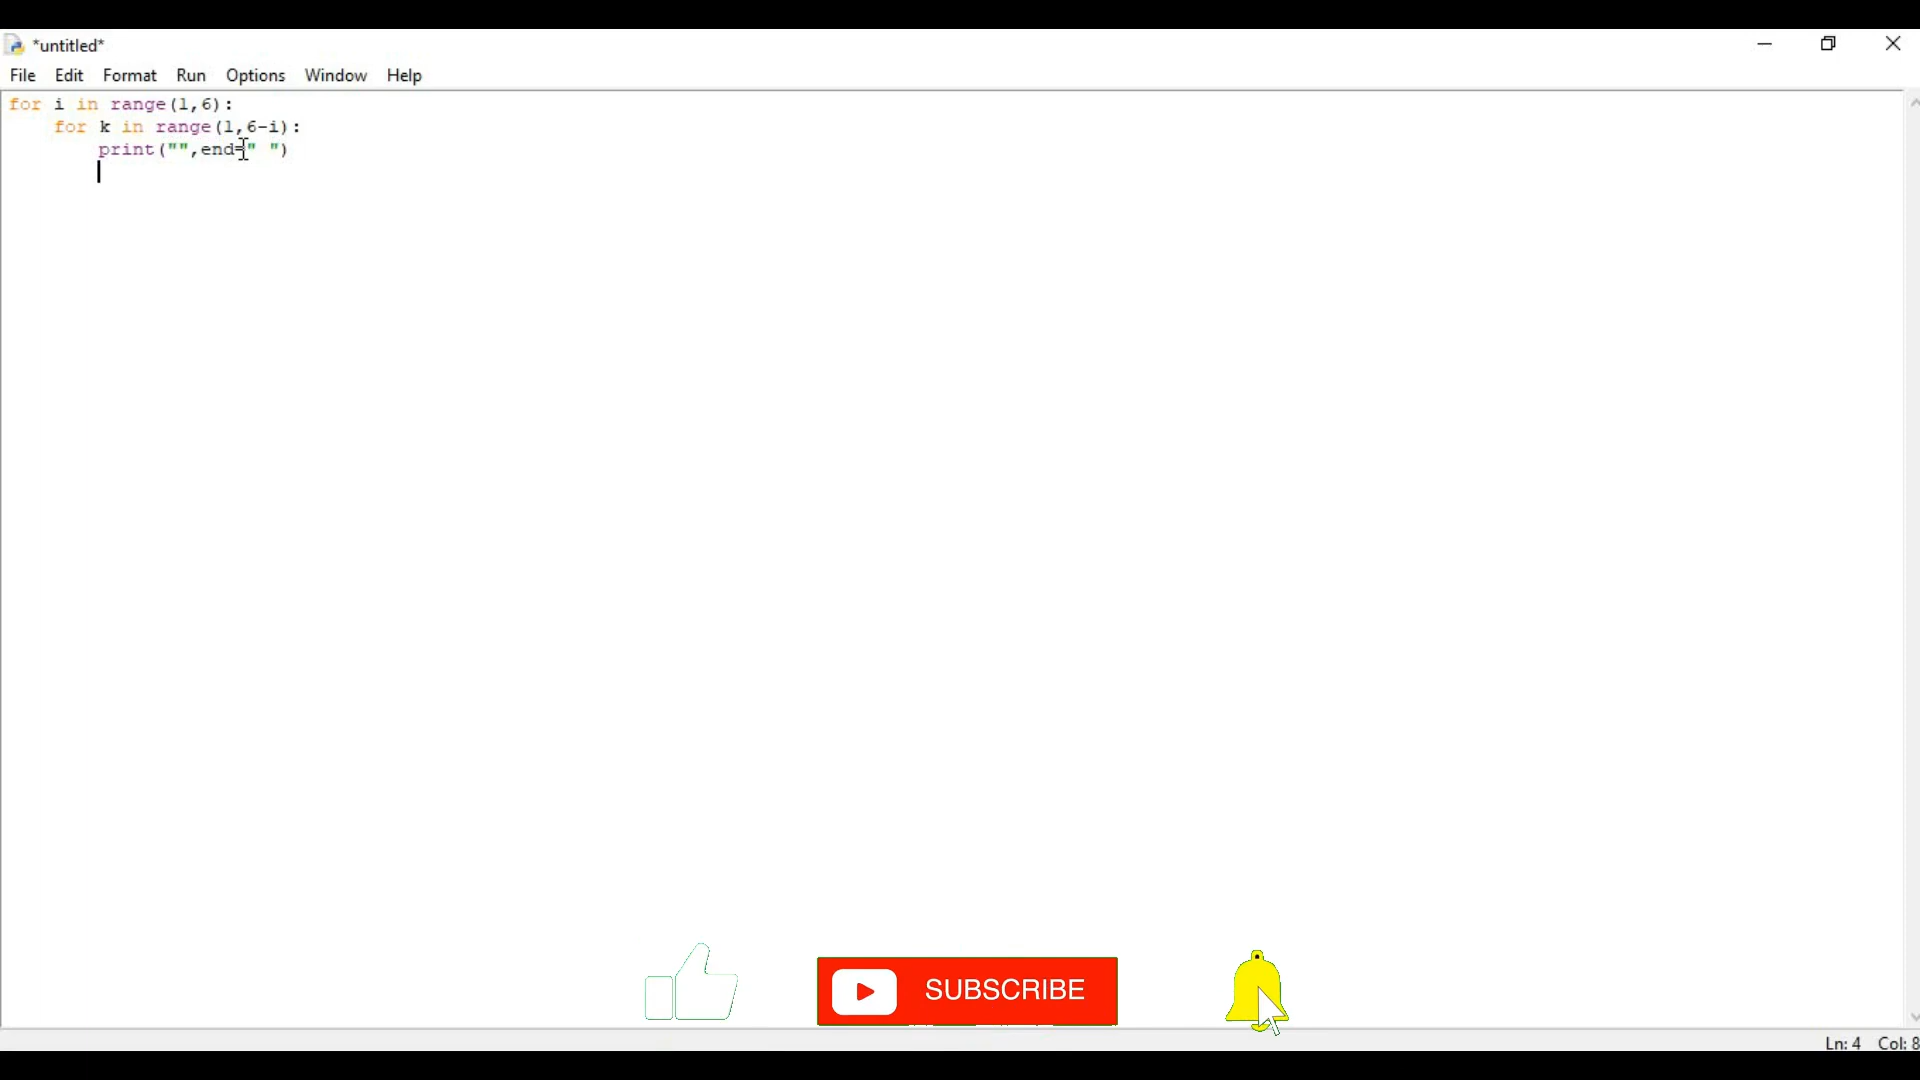 *untitled*
File Edit Format Run Options Window Help
for i in range(1,6):
    for k in range(1,6-i):
        print("",end=" ")
SUBSCRIBE
Ln: 4 Col: 8